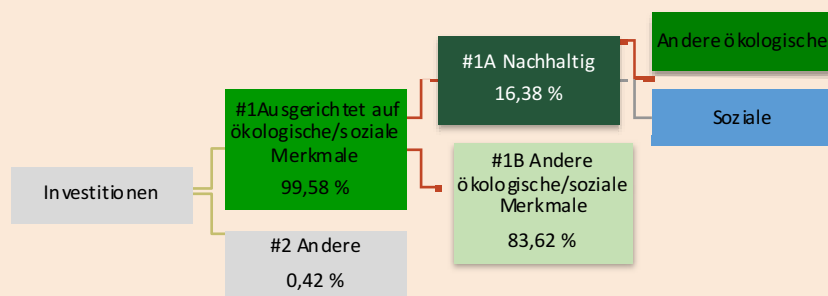 Investitionen
#1Ausgerichtet auf
ökologische/soziale
Merkmale
99,58 %
#2 Andere
0,42 %
#1A Nachhaltig
16,38 %
#1B Andere
ökologische/soziale
Merkmale
83,62 %
Andere ökologische
Soziale